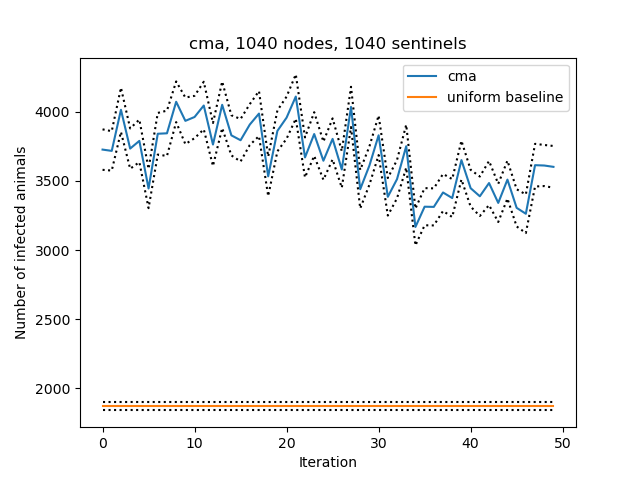 cma, 1040 nodes, 1040 sentinels
cma
uniform baseline
Number of infected animals
4000
3500
3000
2500
2000
0 10 20 30 40 50
Iteration